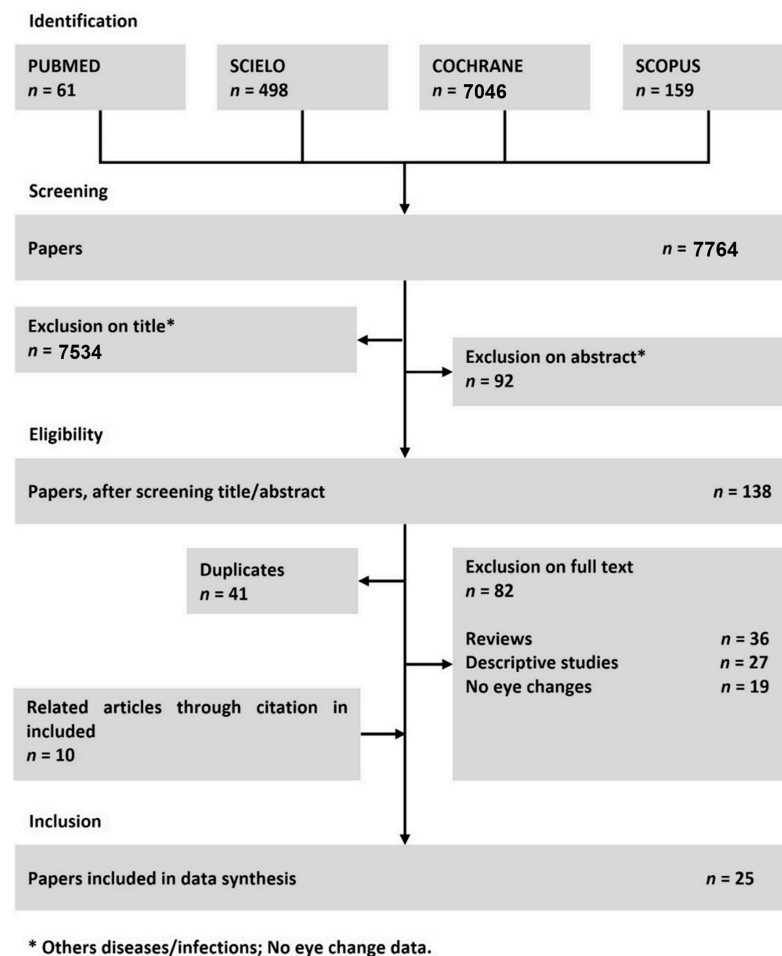 Identification
PUBMED
n = 61
SCIELO
n = 498
COCHRANE
n = 7046
SCOPUS
n = 159
Screening
Papers n = 7764
Exclusion on title*
n = 7534
Exclusion on abstract*
n = 92
Eligibility
Papers, after screening title/abstract n = 138
Duplicates
n = 41
Exclusion on full text
n = 82
Reviews n = 36
Descriptive studies n = 27
No eye changes n = 19
Related articles through citation in
included
n = 10
Inclusion
Papers included in data synthesis n = 25
* Others diseases/infections; No eye change data.